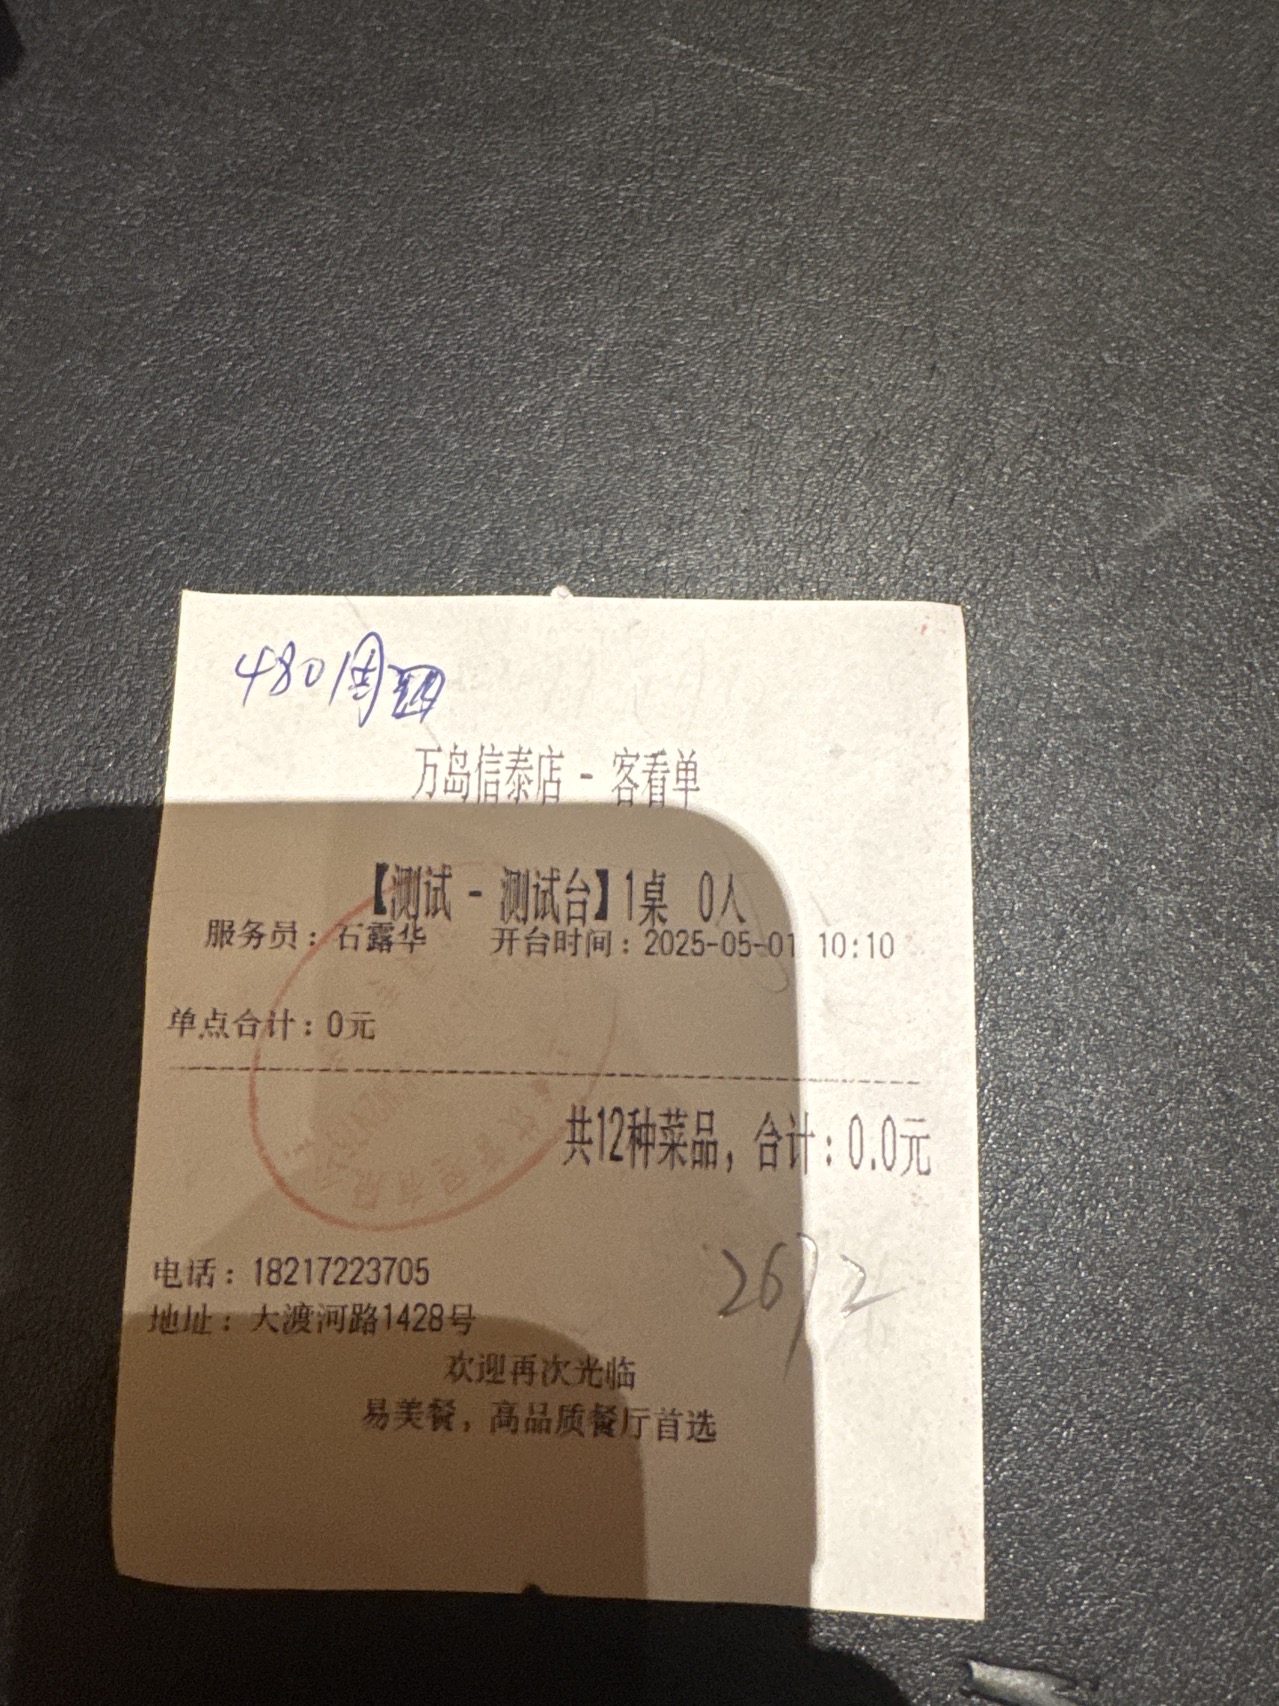 480
万岛信泰店 - 客看单
【测试 - 测试台】1桌 0人
服务员：石露华 开台时间：2025-05-01 10:10
单点合计：0元
共12种菜品，合计：0.0元
电话：18217223705
地址：大渡河路1428号
欢迎再次光临
易美餐，高品质餐厅首选